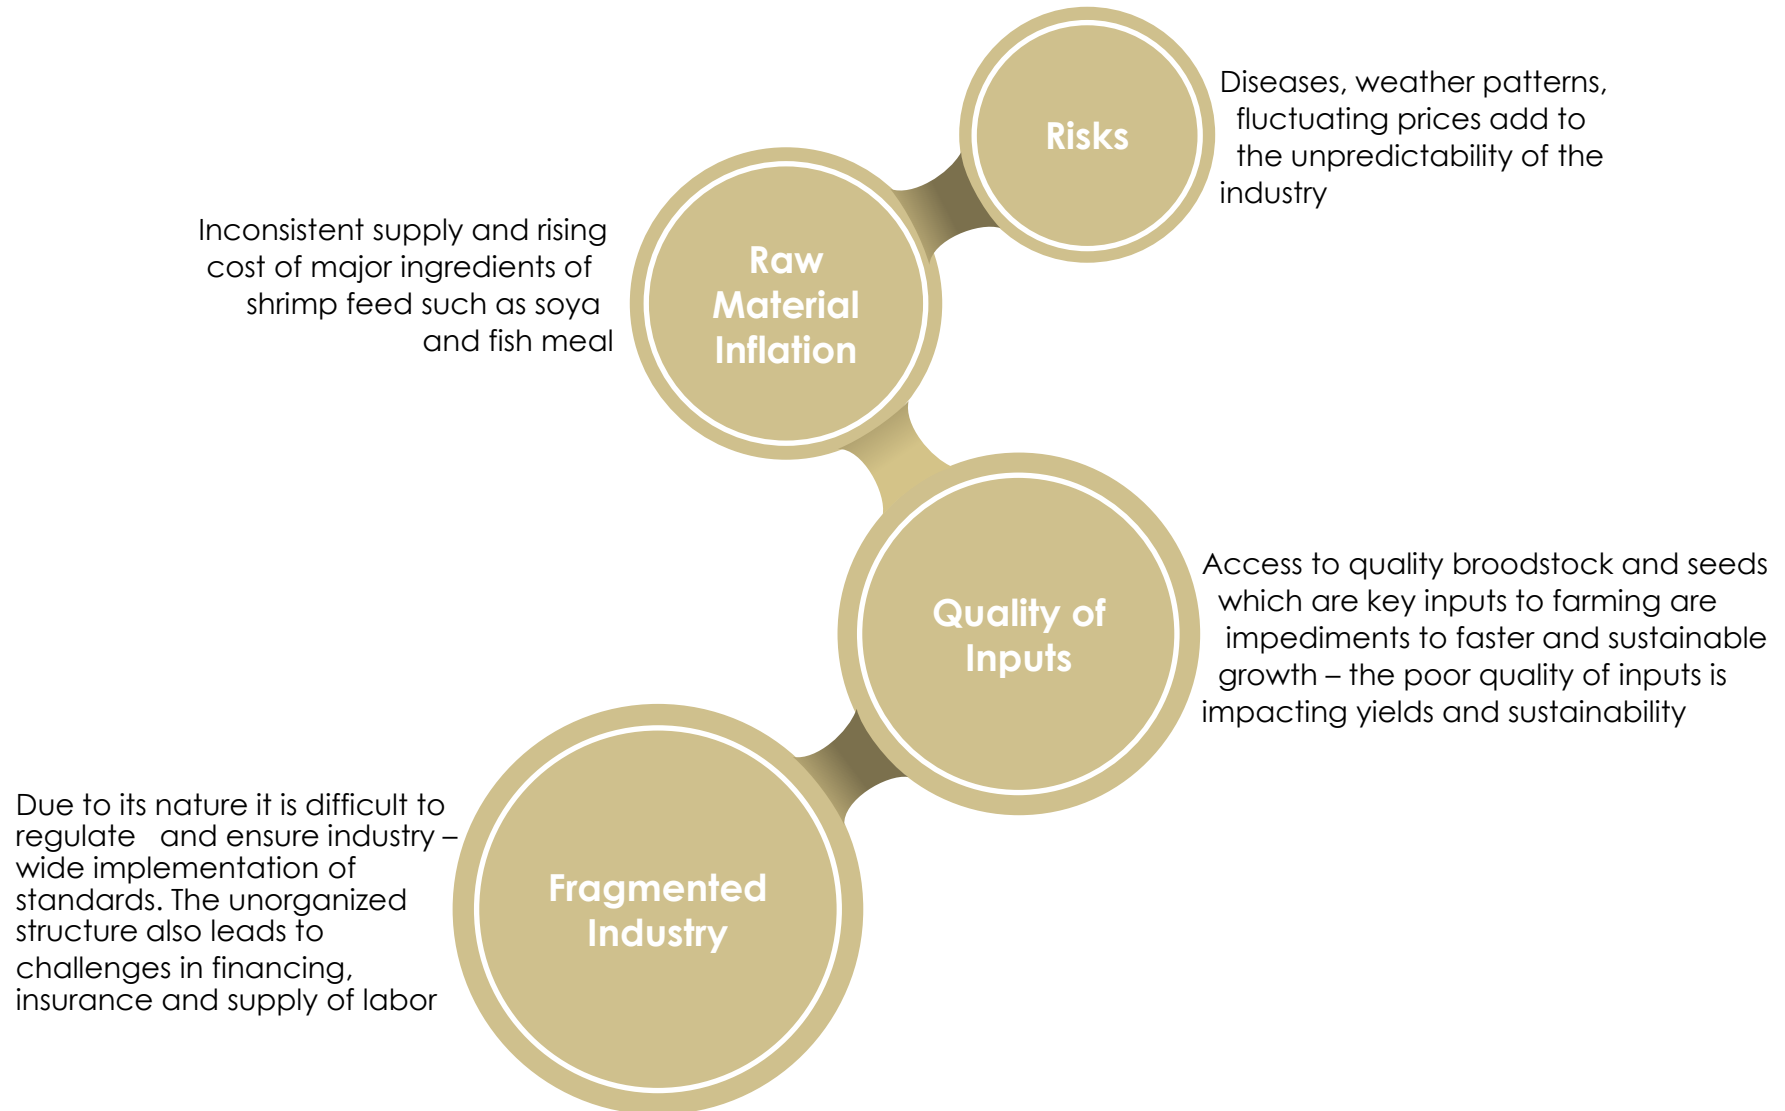 Risks
Diseases, weather patterns,
fluctuating prices add to
the unpredictability of the
industry
Inconsistent supply and rising
cost of major ingredients of
shrimp feed such as soya
and fish meal
Raw
Material
Inflation
Quality of
Inputs
Access to quality broodstock and seeds
which are key inputs to farming are
impediments to faster and sustainable
growth – the poor quality of inputs is
impacting yields and sustainability
Due to its nature it is difficult to
regulate and ensure industry –
wide implementation of
standards. The unorganized
structure also leads to
challenges in financing,
insurance and supply of labor
Fragmented
Industry